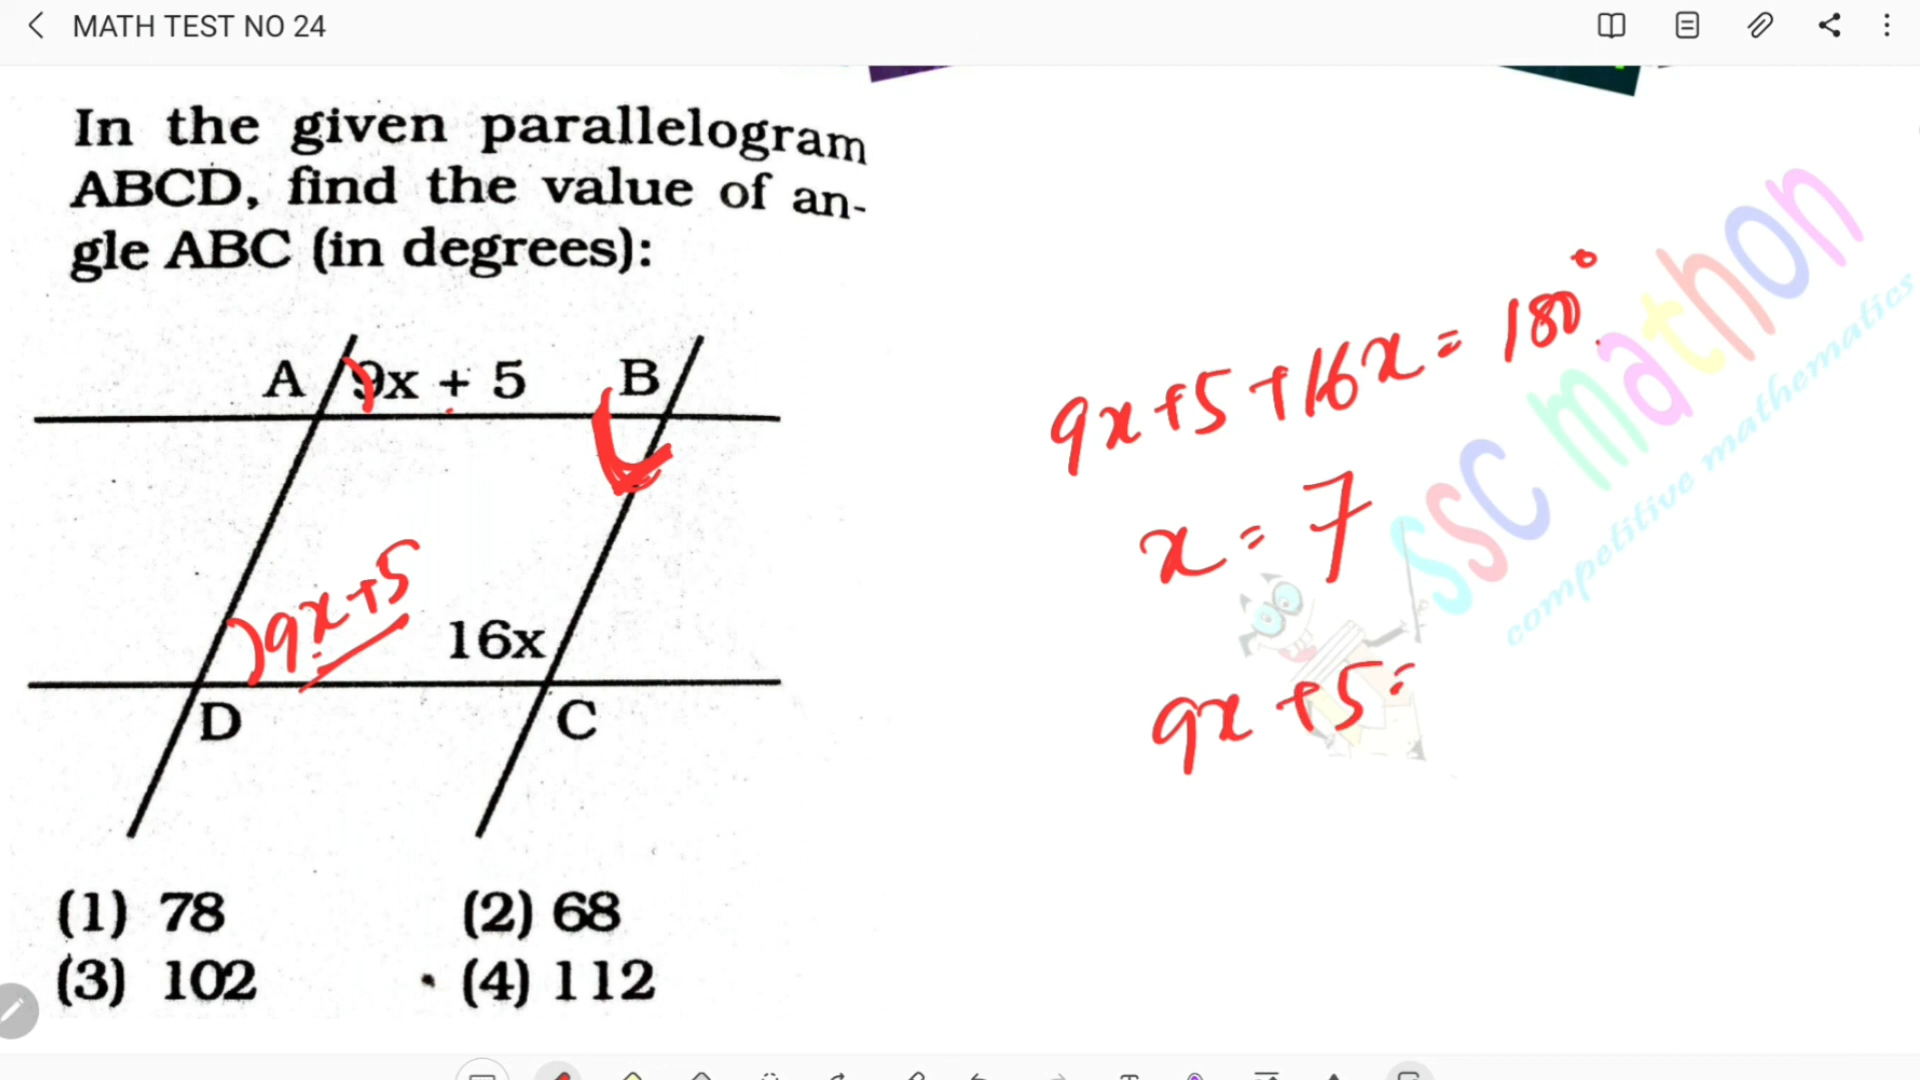 MATH TEST NO 24
In the given parallelogram
ABCD, find the value of an-
gle ABC (in degrees):
A 9x + 5 B
9x+5
16x
D C
(1) 78 (2) 68
(3) 102 (4) 112
9x+5+16x = 180°
x = 7
9x+5=
SSC mathon
competitive mathematics